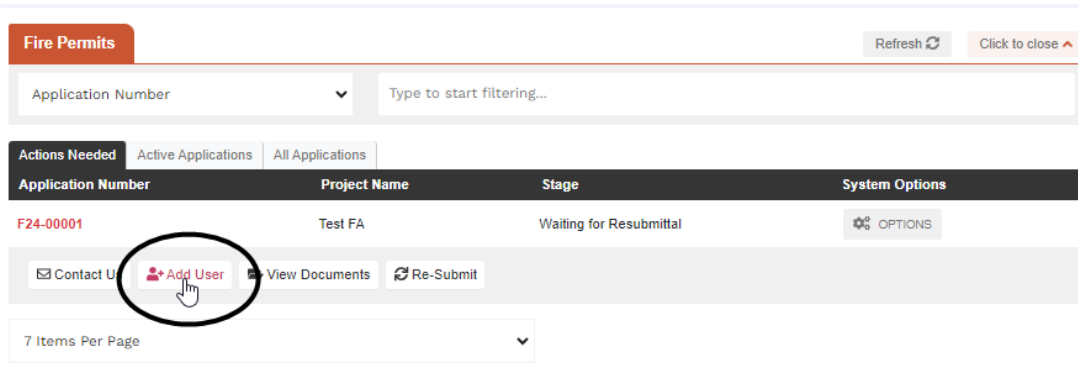 Fire Permits Refresh Click to close
Application Number Type to start filtering...
Actions Needed Active Applications All Applications
Application Number Project Name Stage System Options
F24-00001 Test FA Waiting for Resubmittal OPTIONS
Contact U Add User View Documents Re-Submit
7 Items Per Page